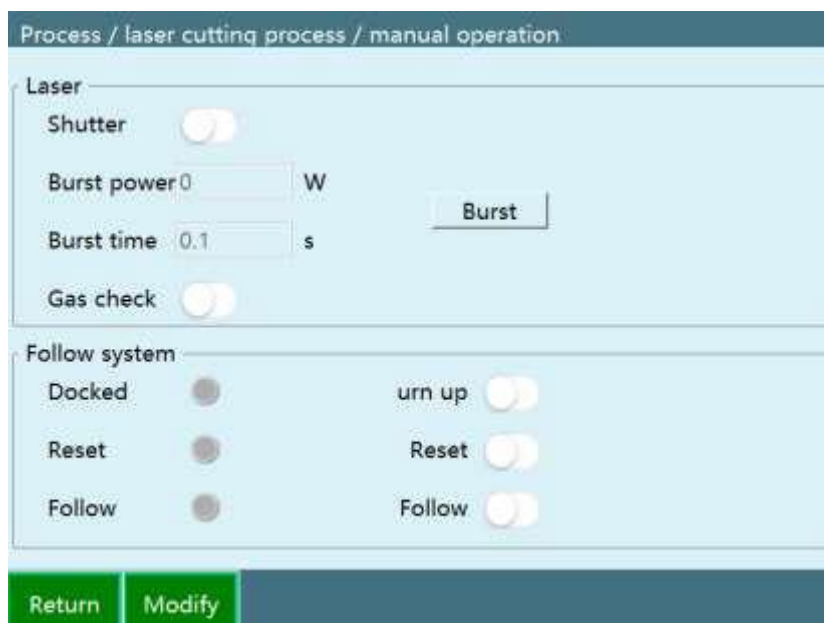 Process / laser cutting process / manual operation
Laser
Shutter
Burst power 0 W
Burst
Burst time 0.1 s
Gas check
Follow system
Docked urn up
Reset Reset
Follow Follow
Return Modify